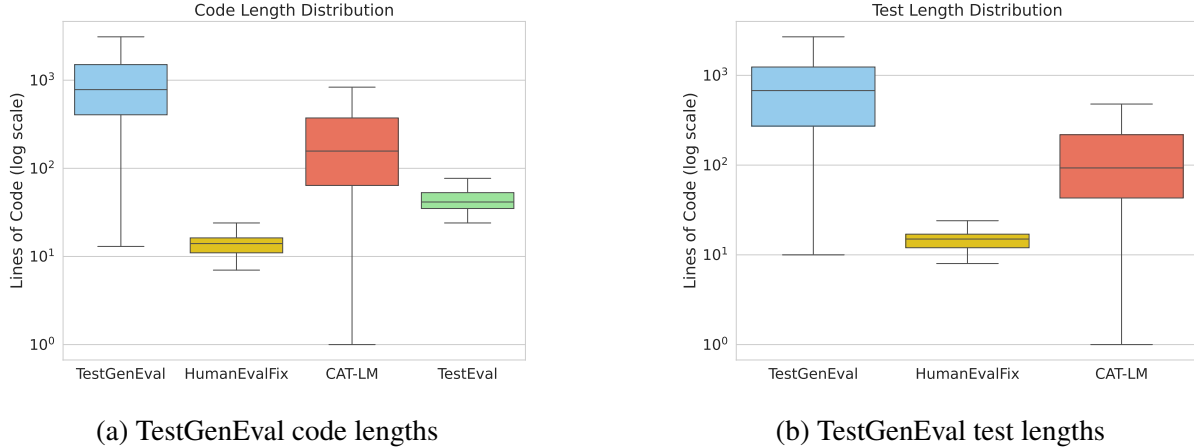 Code Length Distribution
Lines of Code (log scale)
10³
10²
10¹
10⁰
TestGenEval HumanEvalFix CAT-LM TestEval
(a) TestGenEval code lengths
Test Length Distribution
Lines of Code (log scale)
10³
10²
10¹
10⁰
TestGenEval HumanEvalFix CAT-LM
(b) TestGenEval test lengths